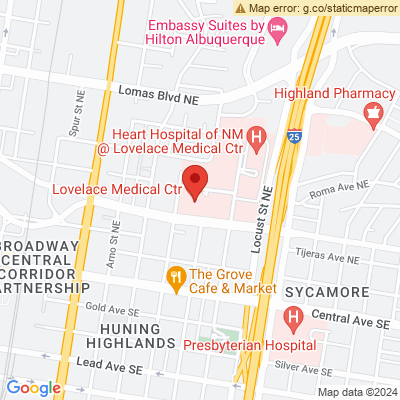 Map error: g.co/staticmaperror
Embassy Suites by
Hilton Albuquerque
Lomas Blvd NE
Highland Pharmacy
Spur St NE
Heart Hospital of NM
@ Lovelace Medical Ctr
25
Lovelace Medical Ctr
Roma Ave NE
Locust St NE
Arno St NE
BROADWAY
CENTRAL
CORRIDOR
PARTNERSHIP
Tijeras Ave NE
The Grove
Cafe & Market
SYCAMORE
Gold Ave SE
Central Ave SE
HUNING
HIGHLANDS
Presbyterian Hospital
Lead Ave SE
Silver Ave SE
Google
Map data ©2024